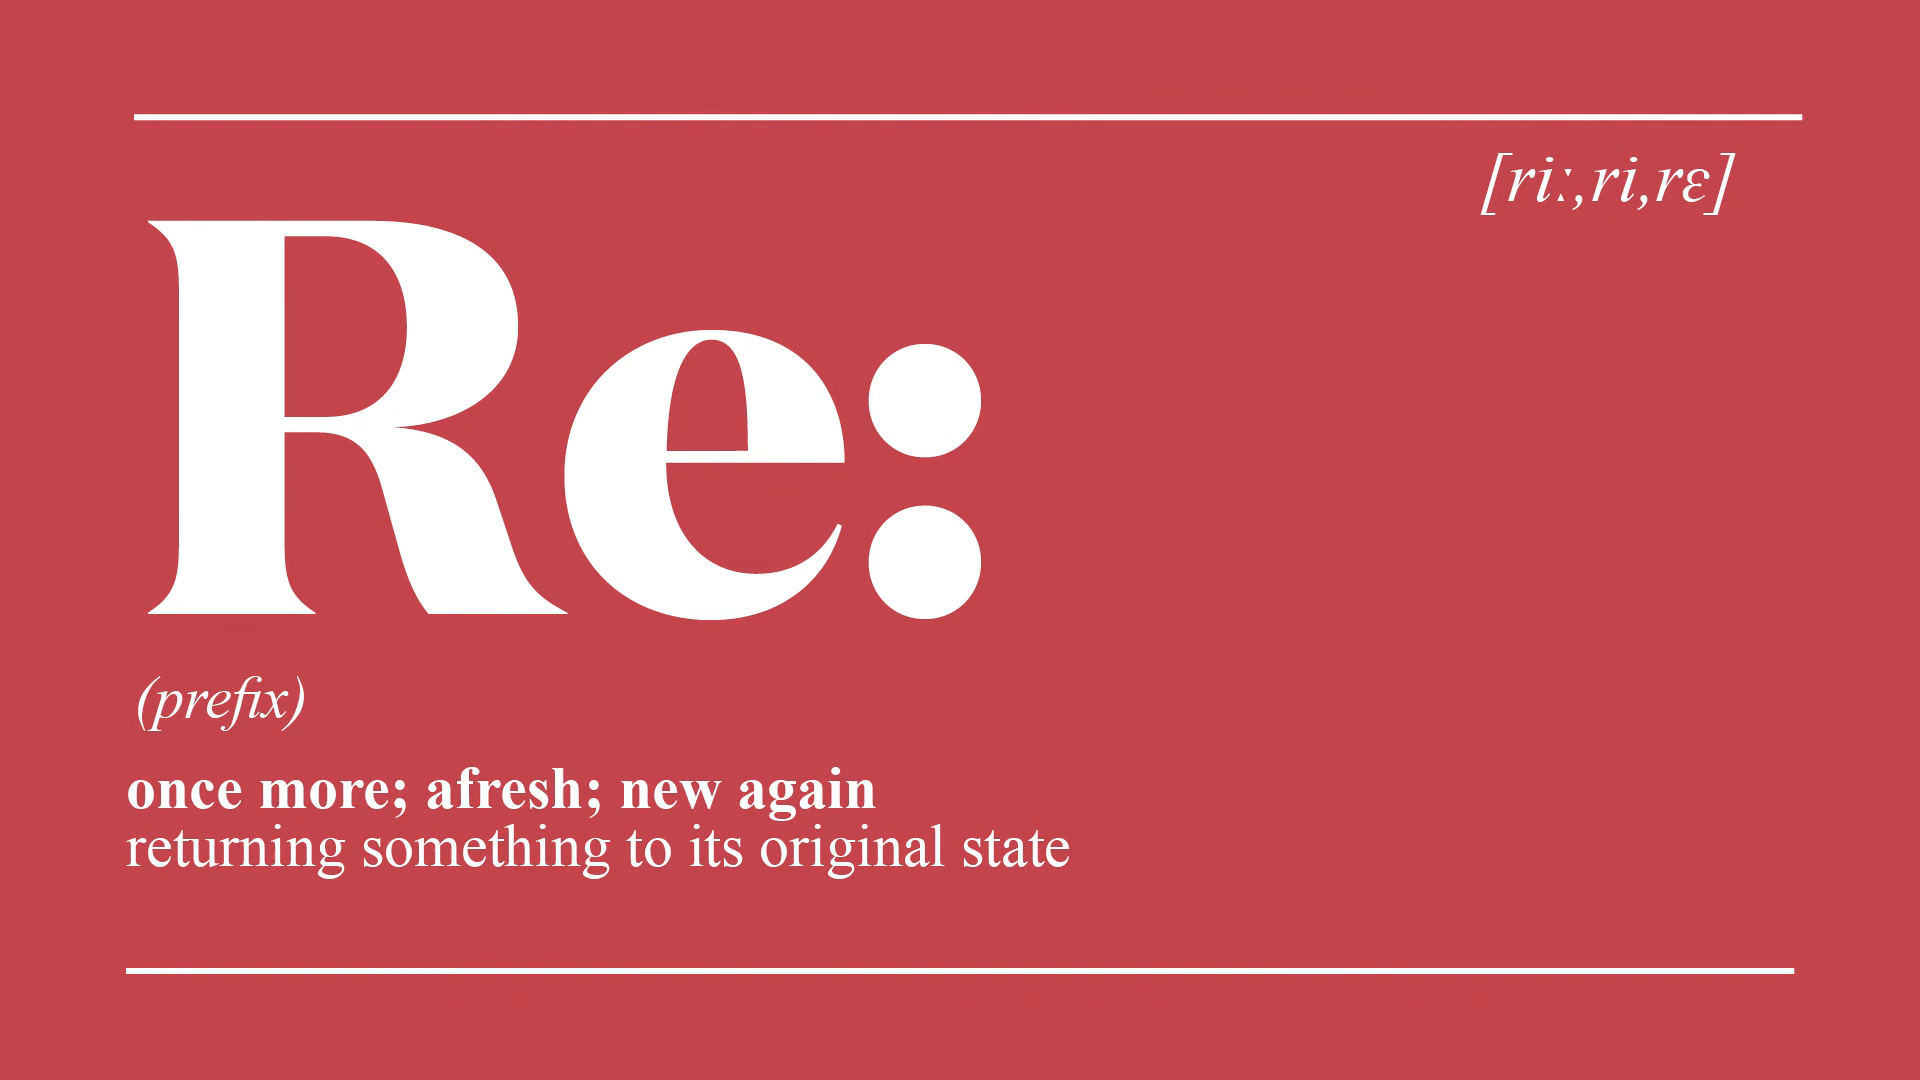 [riː,ri,rɛ]
Re:
(prefix)
once more; afresh; new again
returning something to its original state